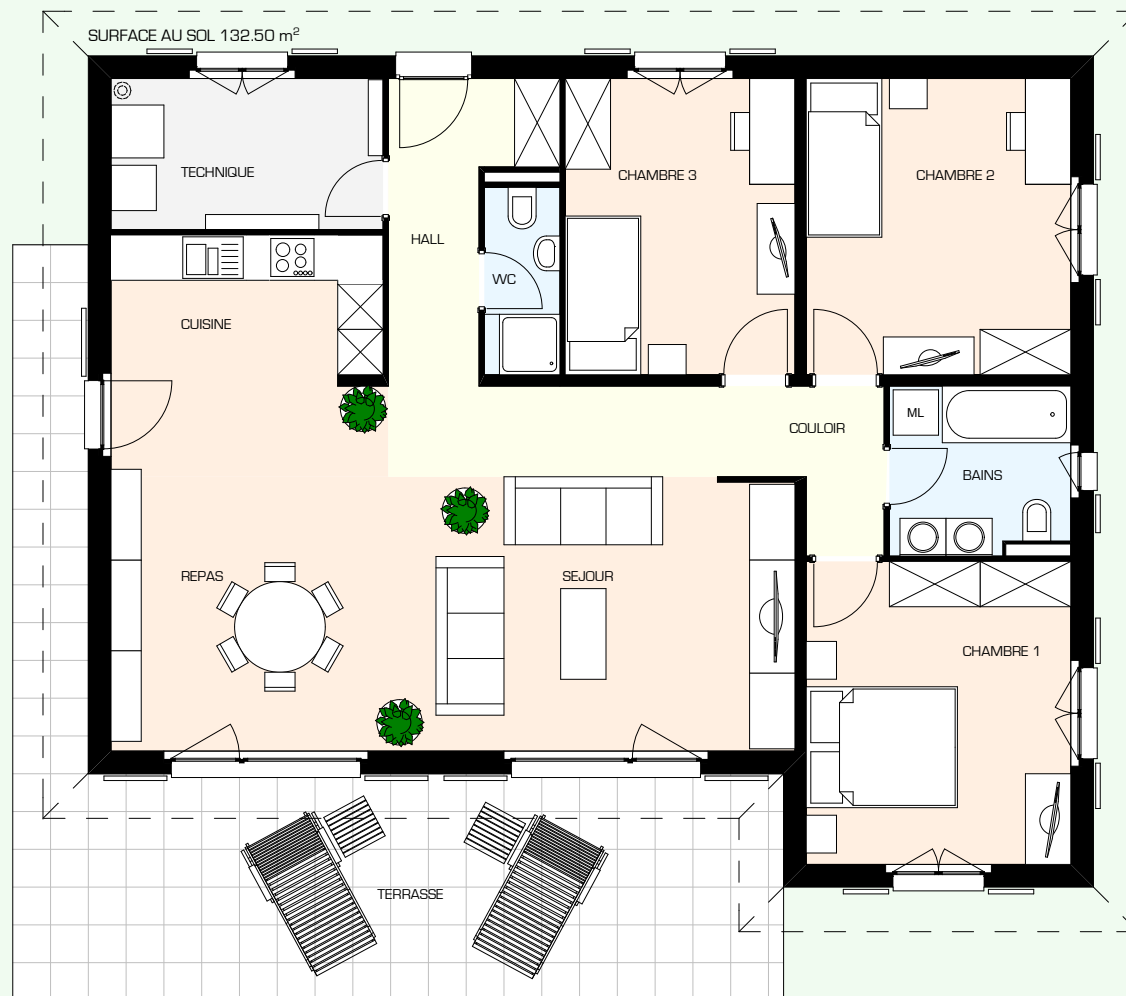 SURFACE AU SOL 132.50 m²
TECHNIQUE
CHAMBRE 3
CHAMBRE 2
HALL
WC
CUISINE
ML
COULOIR
BAINS
REPAS
SEJOUR
CHAMBRE 1
TERRASSE